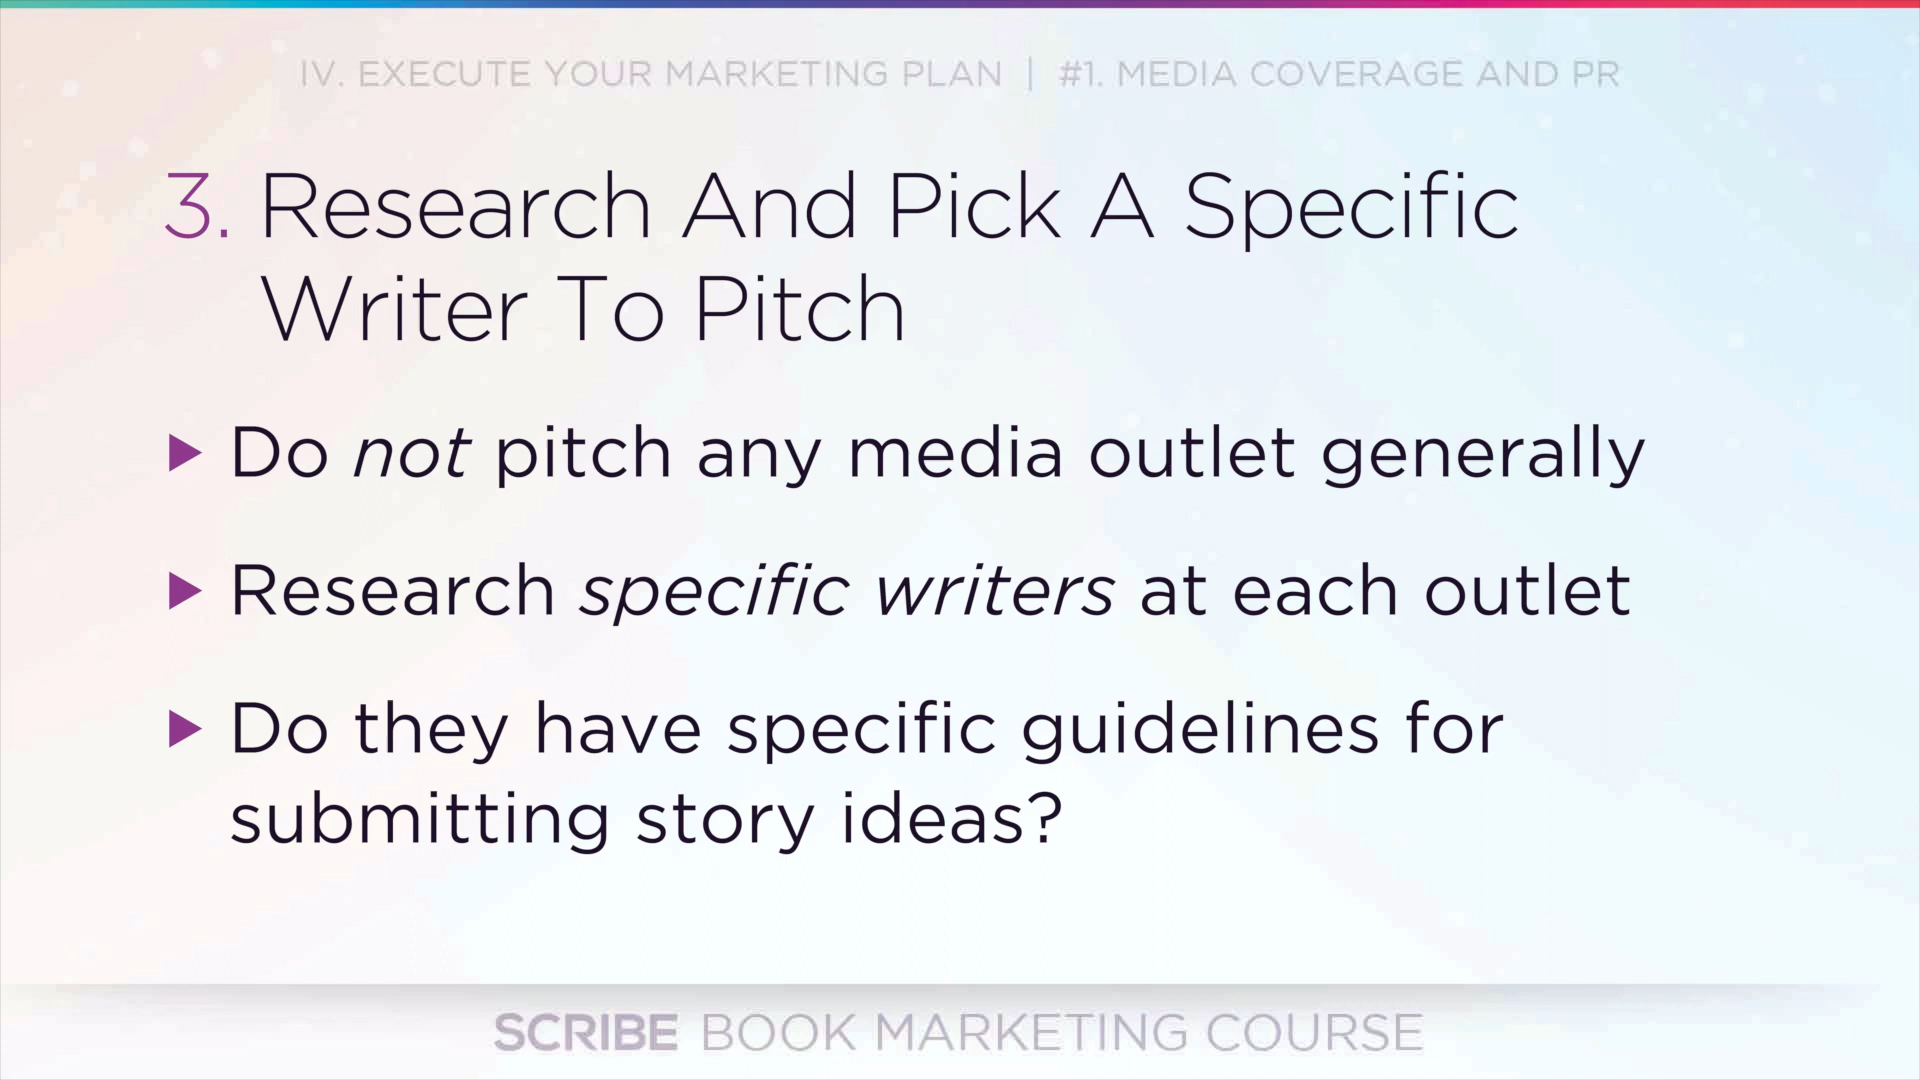 IV. EXECUTE YOUR MARKETING PLAN | #1. MEDIA COVERAGE AND PR
3. Research And Pick A Specific
Writer To Pitch
▶ Do not pitch any media outlet generally
▶ Research specific writers at each outlet
▶ Do they have specific guidelines for
submitting story ideas?
SCRIBE BOOK MARKETING COURSE